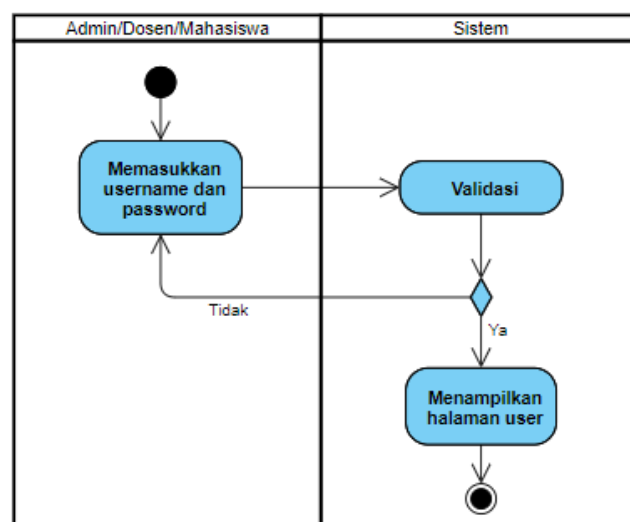 Admin/Dosen/Mahasiswa
Sistem
Memasukkan
username dan
password
Validasi
Tidak
Ya
Menampilkan
halaman user